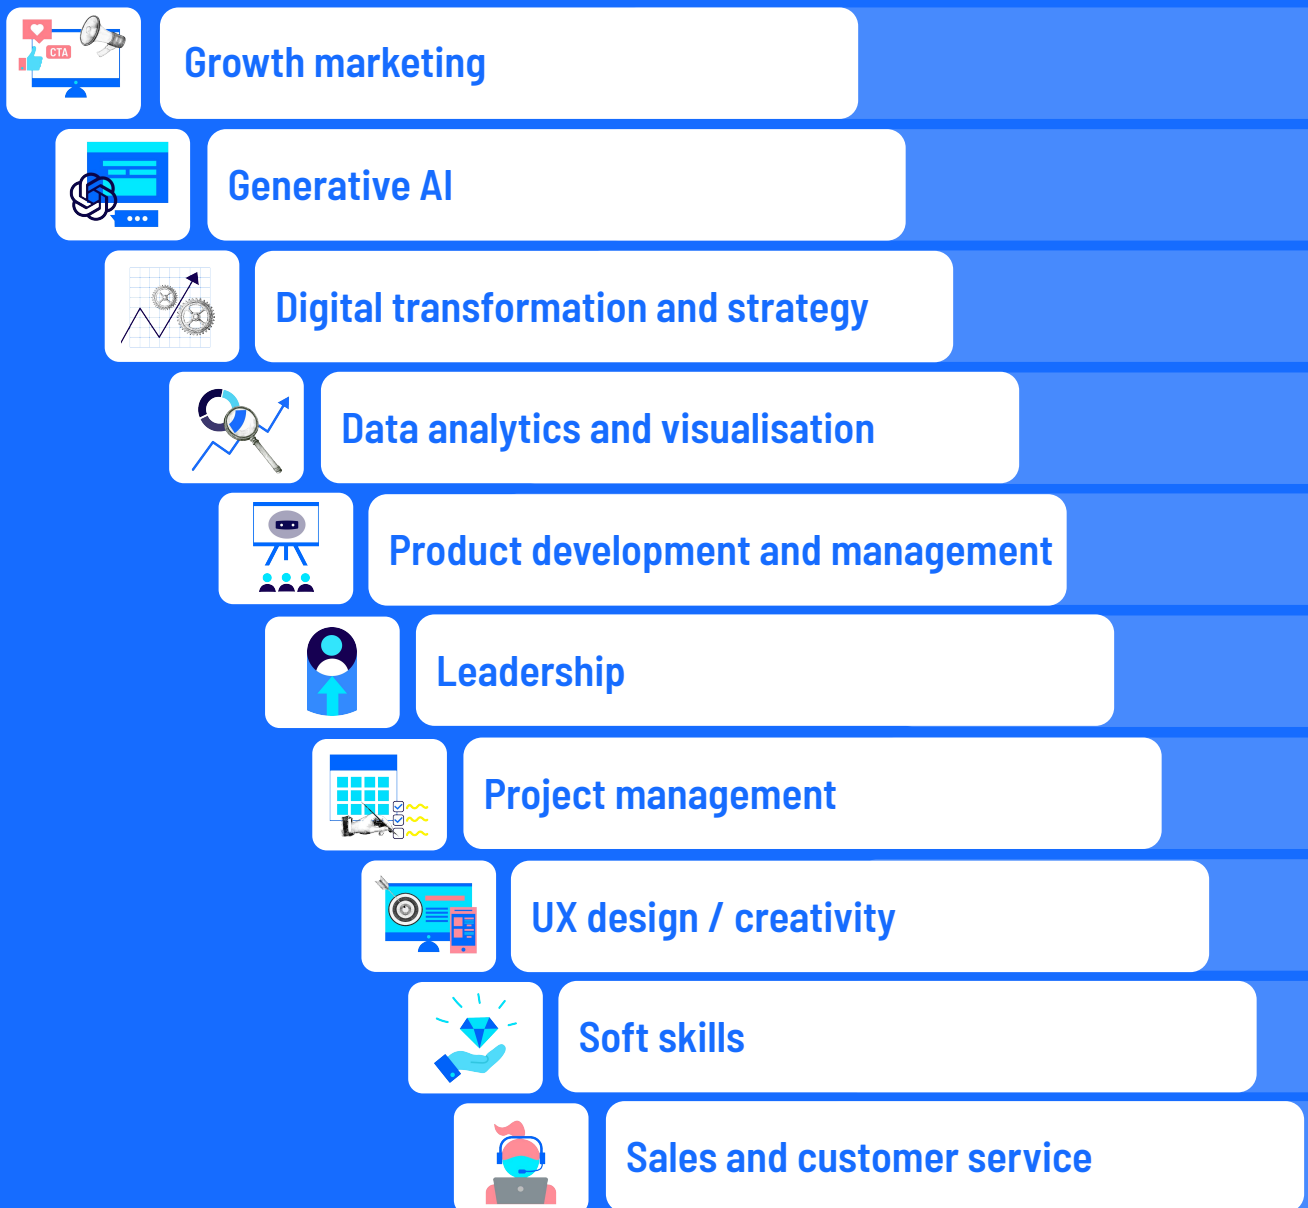 CTA
Growth marketing
Generative AI
Digital transformation and strategy
Data analytics and visualisation
Product development and management
Leadership
Project management
UX design / creativity
Soft skills
Sales and customer service